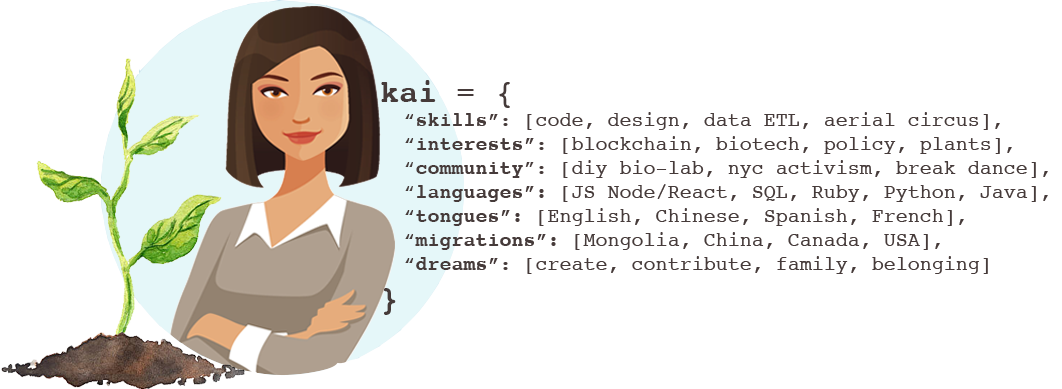 kai = {
“skills”: [code, design, data ETL, aerial circus],
“interests”: [blockchain, biotech, policy, plants],
“community”: [diy bio-lab, nyc activism, break dance],
“languages”: [JS Node/React, SQL, Ruby, Python, Java],
“tongues”: [English, Chinese, Spanish, French],
“migrations”: [Mongolia, China, Canada, USA],
“dreams”: [create, contribute, family, belonging]
}